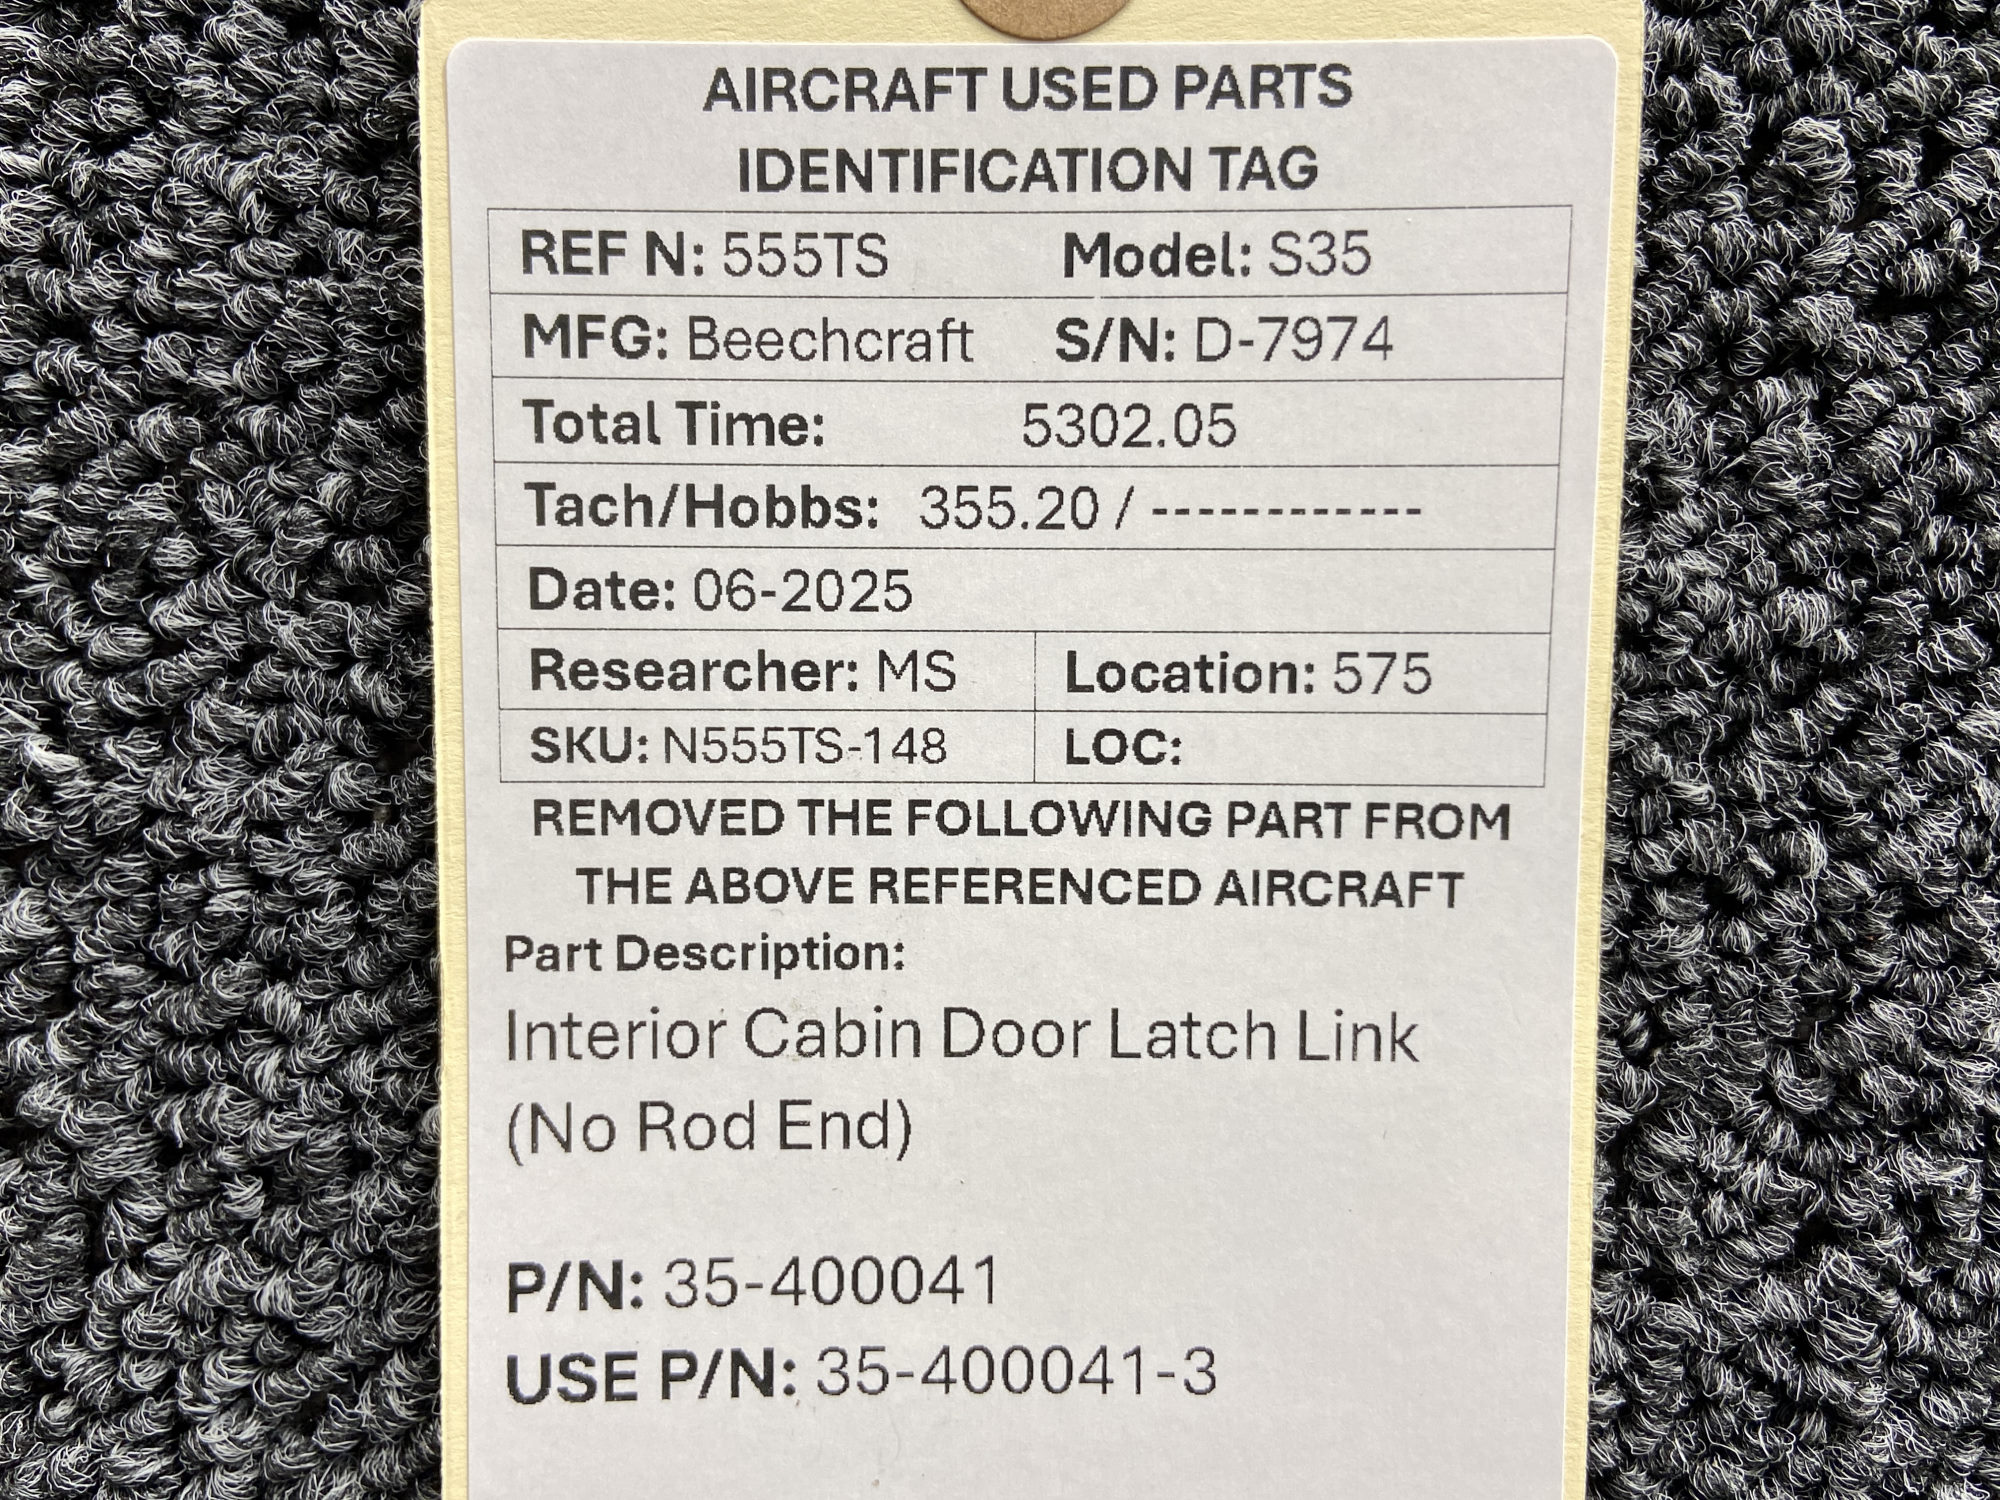 AIRCRAFT USED PARTS
IDENTIFICATION TAG
REF N: 555TS Model: S35
MFG: Beechcraft S/N: D-7974
Total Time: 5302.05
Tach/Hobbs: 355.20 / ------------
Date: 06-2025
Researcher: MS Location: 575
SKU: N555TS-148 LOC:
REMOVED THE FOLLOWING PART FROM
THE ABOVE REFERENCED AIRCRAFT
Part Description:
Interior Cabin Door Latch Link
(No Rod End)
P/N: 35-400041
USE P/N: 35-400041-3